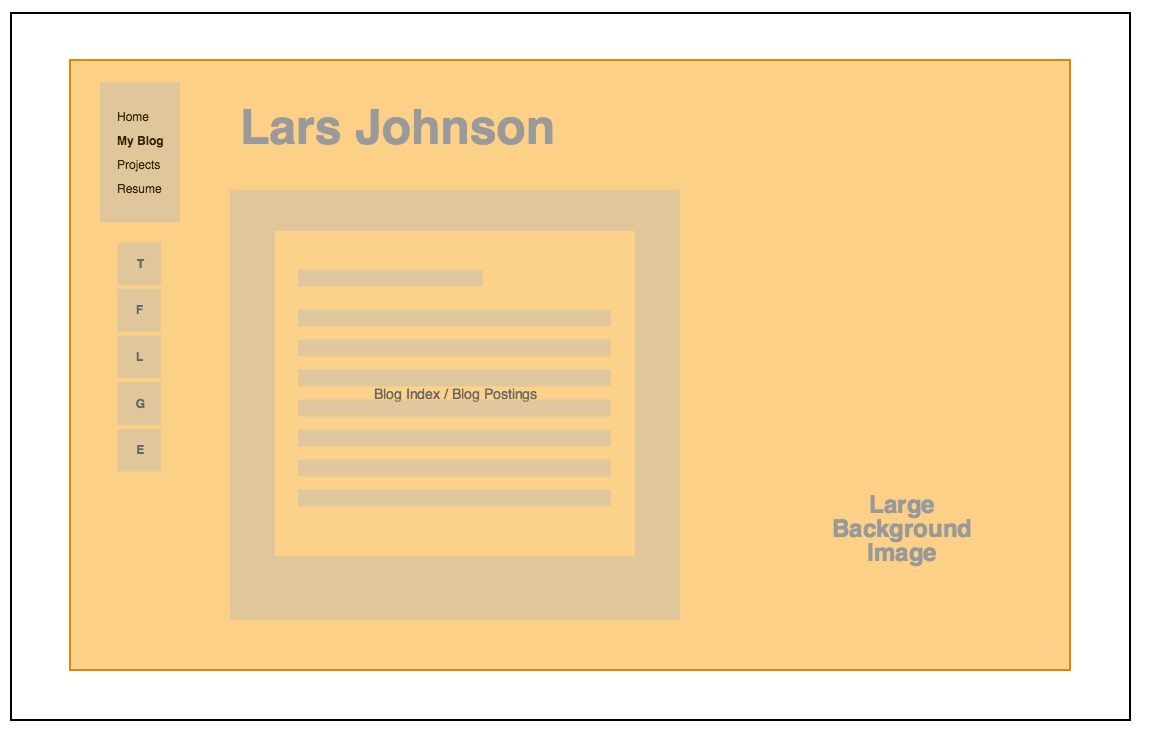 Home
My Blog
Projects
Resume
T
F
L
G
E
Lars Johnson
Blog Index / Blog Postings
Large
Background
Image